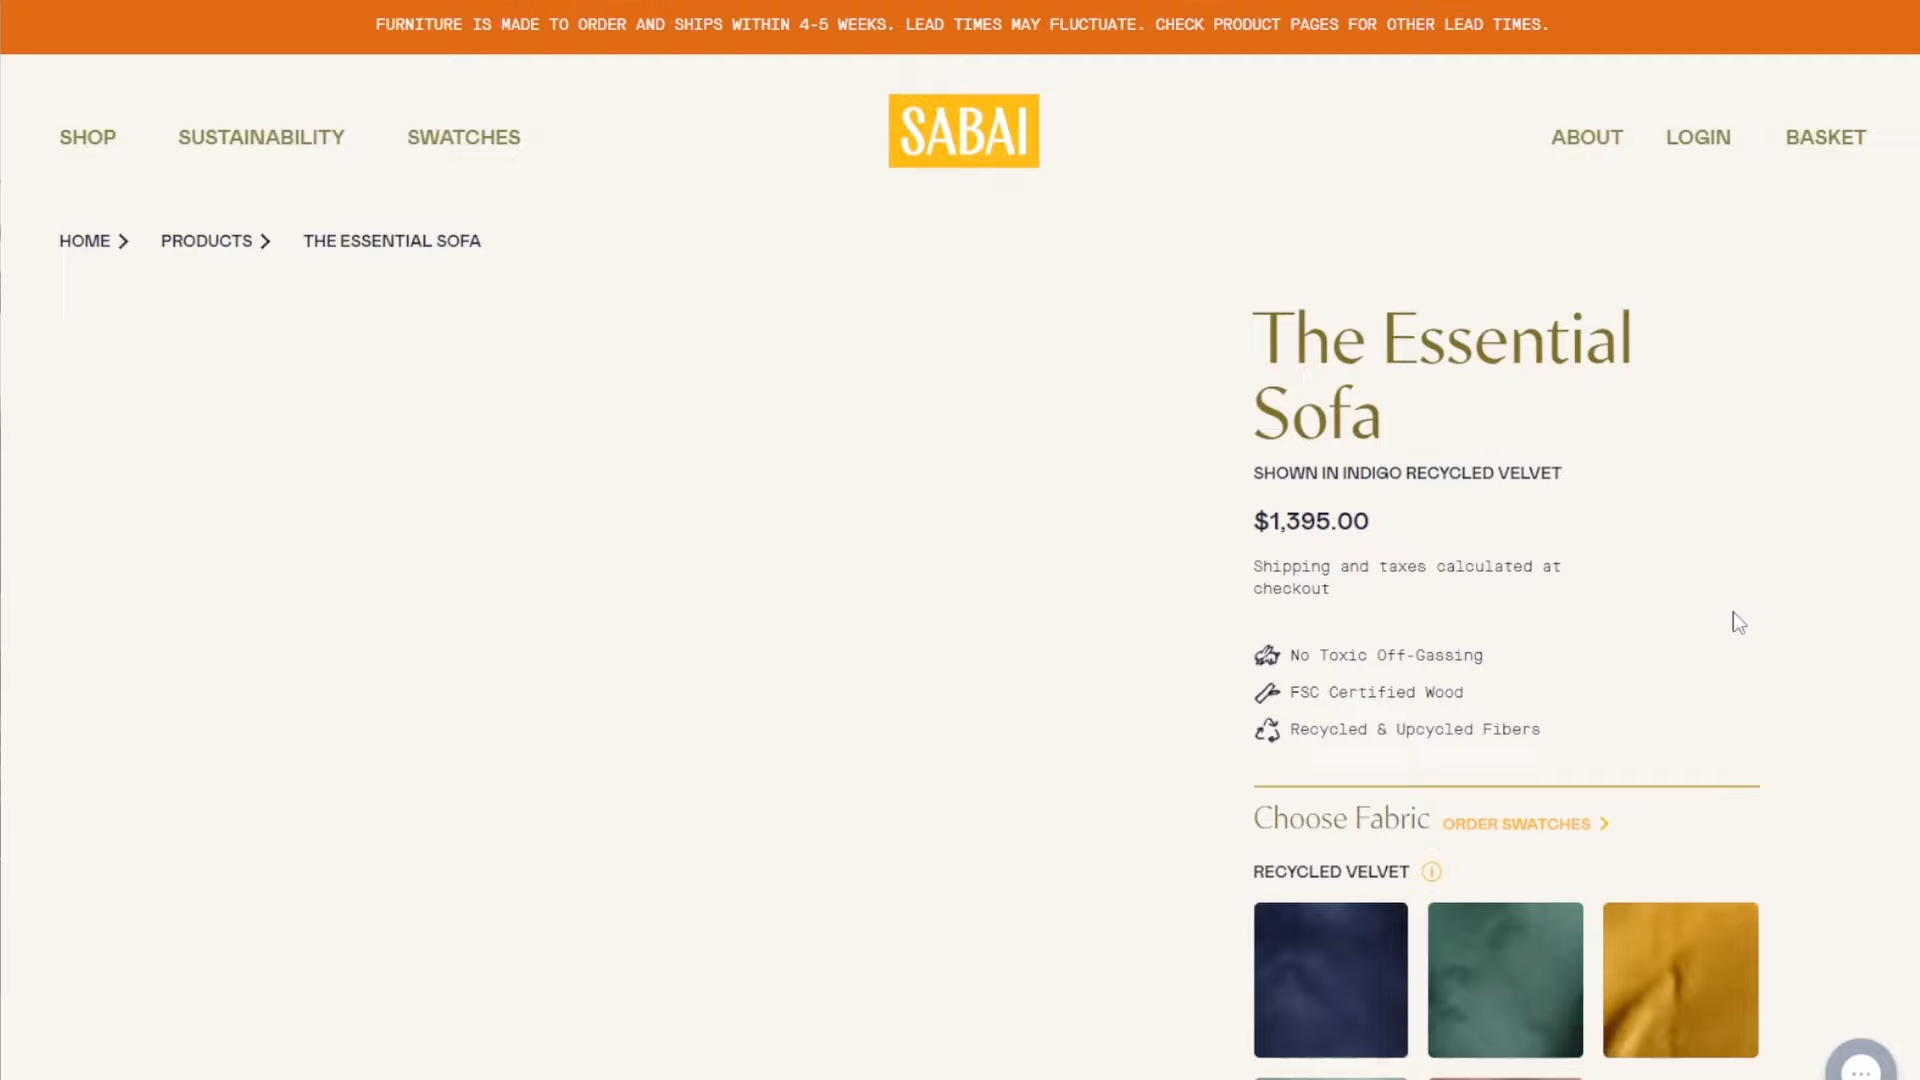 FURNITURE IS MADE TO ORDER AND SHIPS WITHIN 4-5 WEEKS. LEAD TIMES MAY FLUCTUATE. CHECK PRODUCT PAGES FOR OTHER LEAD TIMES.
SHOP SUSTAINABILITY SWATCHES SABAI ABOUT LOGIN BASKET
HOME PRODUCTS THE ESSENTIAL SOFA
The Essential
Sofa
SHOWN IN INDIGO RECYCLED VELVET
$1,395.00
Shipping and taxes calculated at
checkout
No Toxic Off-Gassing
FSC Certified Wood
Recycled & Upcycled Fibers
Choose Fabric ORDER SWATCHES
RECYCLED VELVET